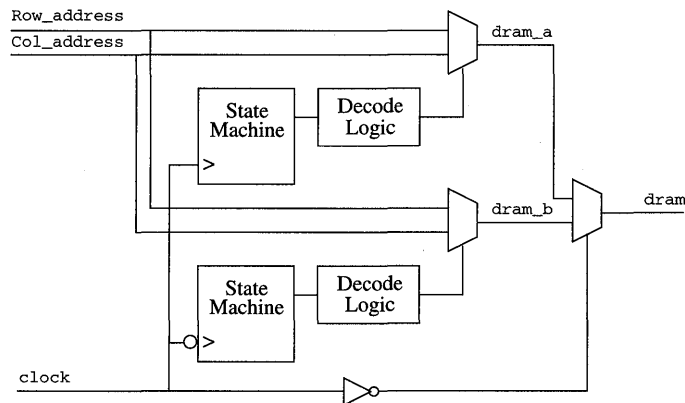 Row_address
Col_address
dram_a
State
Machine
>
Decode
Logic
dram_b
dram
State
Machine
>
Decode
Logic
clock